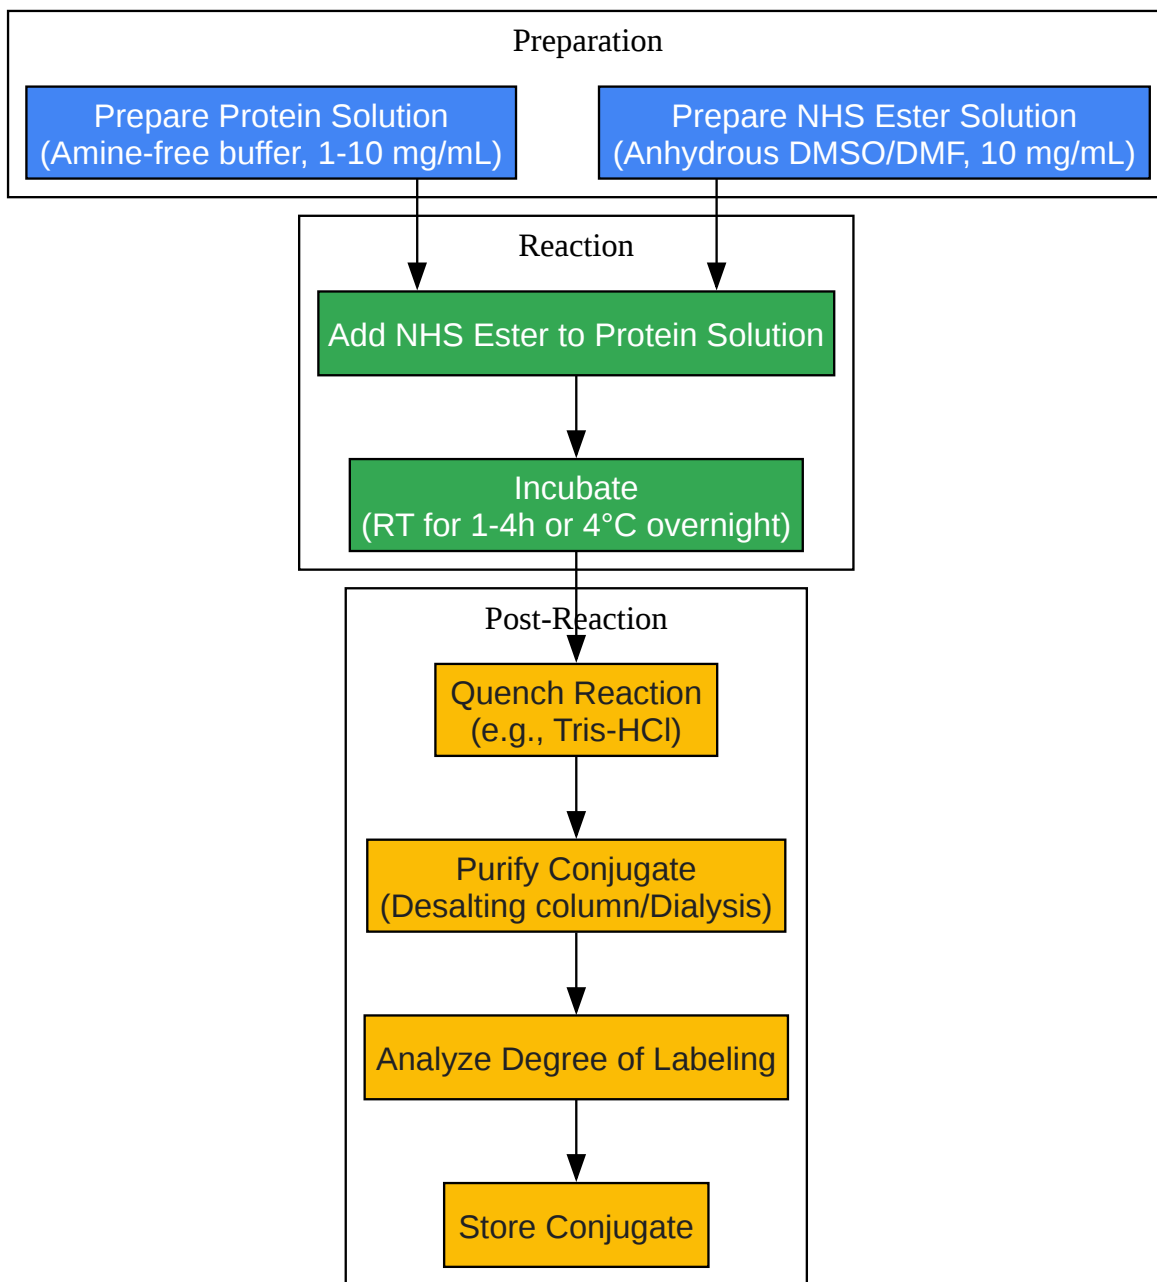 Preparation
Prepare Protein Solution
(Amine-free buffer, 1-10 mg/mL)
Prepare NHS Ester Solution
(Anhydrous DMSO/DMF, 10 mg/mL)
Reaction
Add NHS Ester to Protein Solution
Incubate
(RT for 1-4h or 4°C overnight)
Post-Reaction
Quench Reaction
(e.g., Tris-HCl)
Purify Conjugate
(Desalting column/Dialysis)
Analyze Degree of Labeling
Store Conjugate